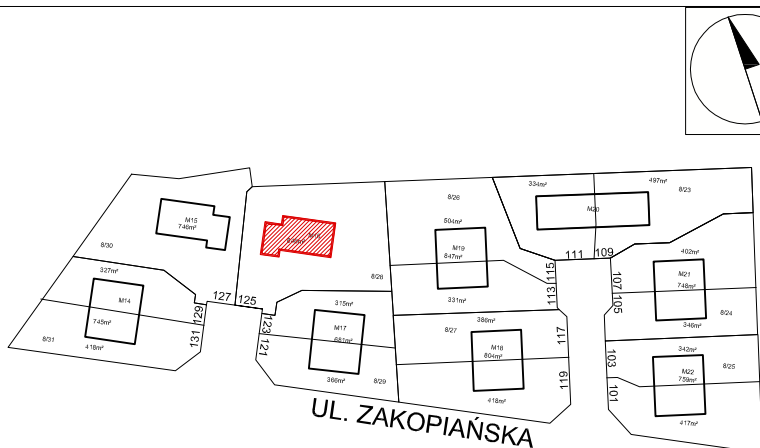 334m²
497m²
8/23
8/26
M20
504m²
M15
746m²
M19
847m²
8/30
402m²
111
109
327m²
115
M21
8/28
107
748m²
127
125
331m²
113
105
M14
315m²
129
745m²
123
386m²
8/24
M17
8/27
346m²
131
681m²
117
121
M18
342m²
8/31
418m²
804m²
103
366m²
8/29
M22
8/25
759m²
119
101
418m²
417m²
UL. ZAKOPIAŃSKA